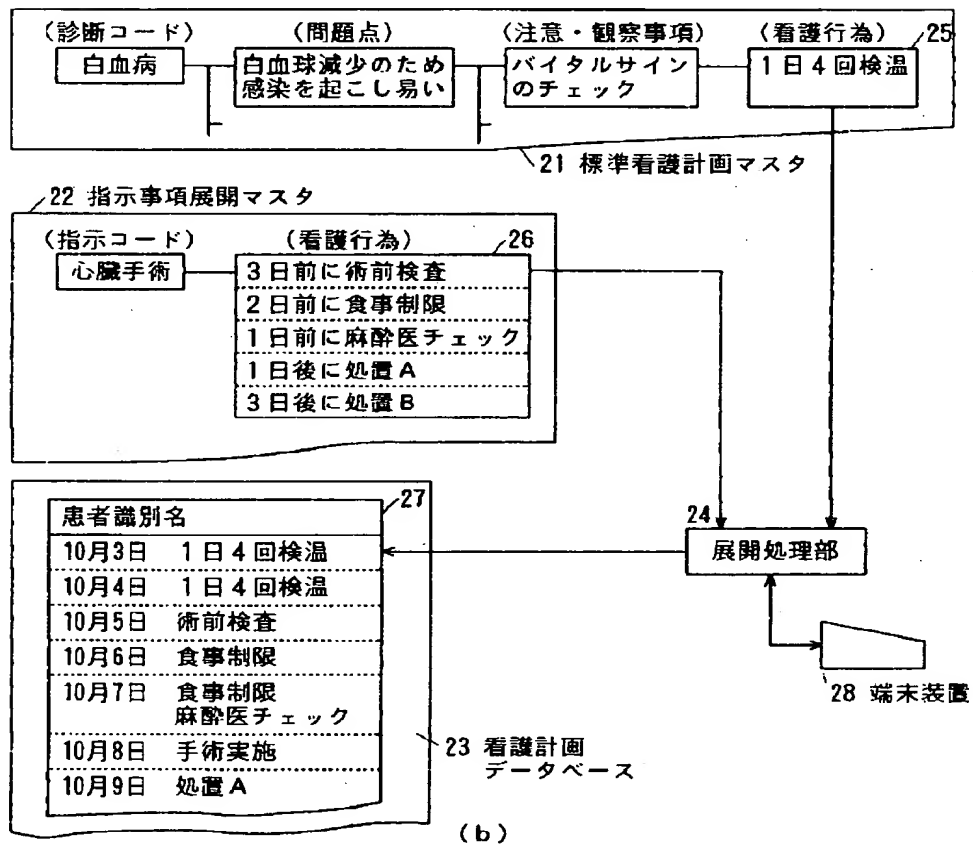 (診断コード)
(問題点)
(注意・観察事項)
(看護行為)
25
白血病
白血球減少のため
感染を起こし易い
バイタルサイン
のチェック
1日4回検温
21 標準看護計画マスタ
22 指示事項展開マスタ
(指示コード)
(看護行為)
26
心臓手術
3日前に術前検査
2日前に食事制限
1日前に麻酔医チェック
1日後に処置A
3日後に処置B
27
患者識別名
10月3日 1日4回検温
10月4日 1日4回検温
10月5日 術前検査
10月6日 食事制限
10月7日 食事制限
麻酔医チェック
10月8日 手術実施
10月9日 処置A
24
展開処理部
28 端末装置
23 看護計画
データベース
(b)